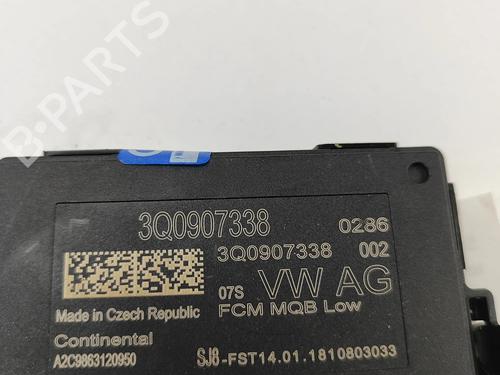 B-PARTS
3Q0907338 0286
3Q0907338 002
07S VW AG
FCM MQB Low
Made in Czech Republic
Continental
A2C9863120950 SJ8-FST14.01.1810803033